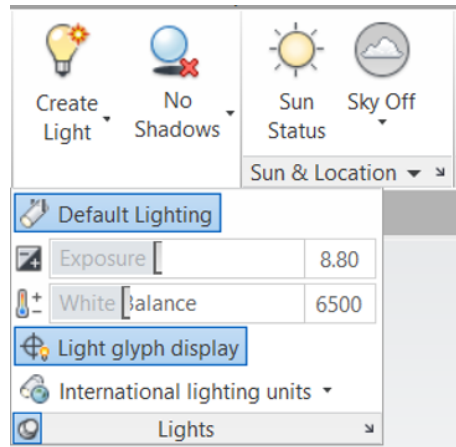 Create Light
No Shadows
Sun Status
Sky Off
Sun & Location
Default Lighting
Exposure 8.80
White Balance 6500
Light glyph display
International lighting units
Lights